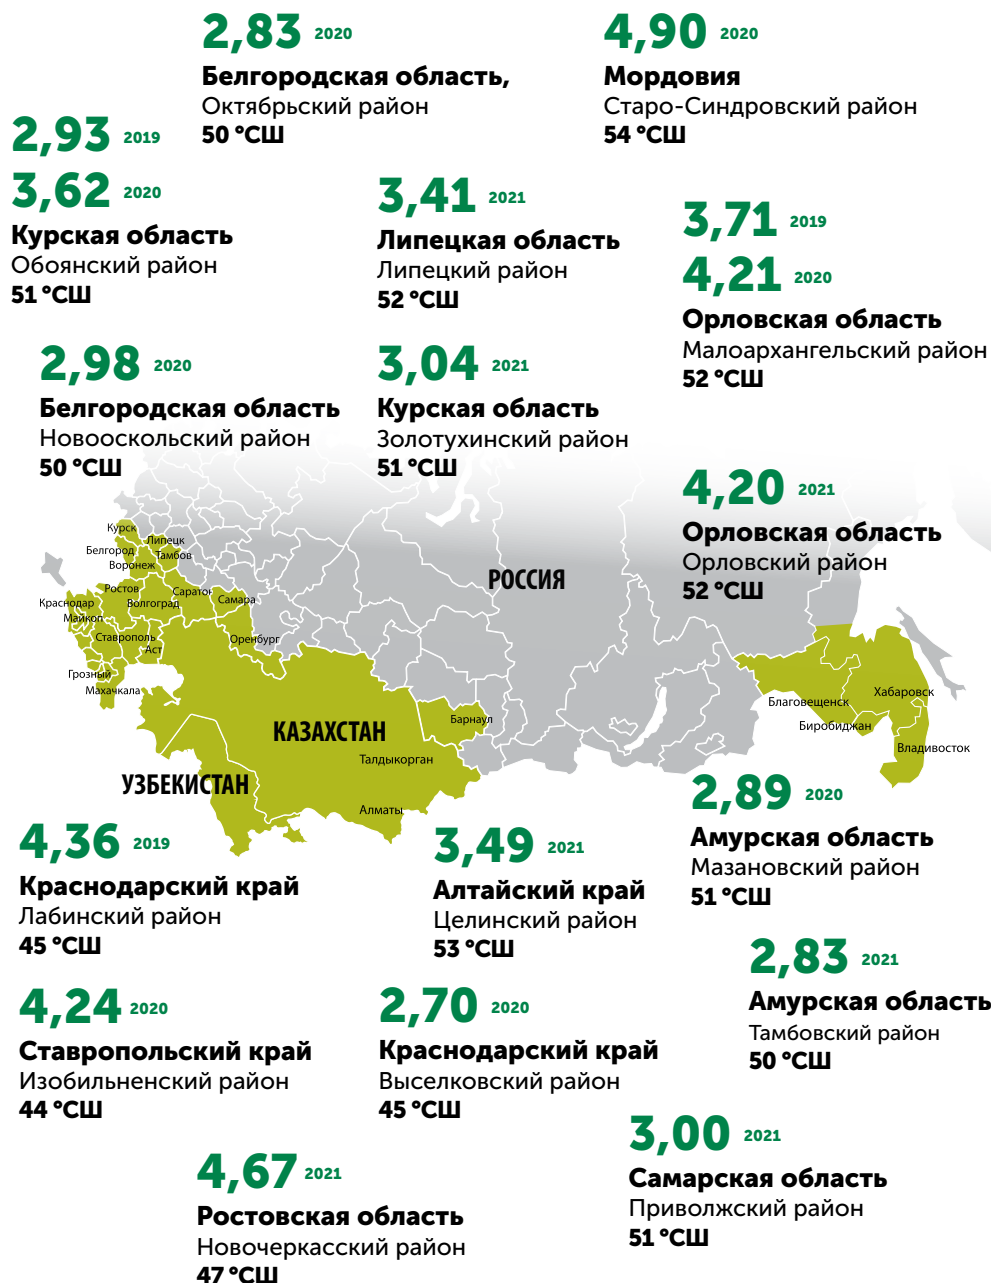 2,83 2020
Белгородская область,
Октябрьский район
50 °СШ
4,90 2020
Мордовия
Старо-Синдровский район
54 °СШ
2,93 2019
3,62 2020
Курская область
Обоянский район
51 °СШ
3,41 2021
Липецкая область
Липецкий район
52 °СШ
3,71 2019
4,21 2020
Орловская область
Малоархангельский район
52 °СШ
2,98 2020
Белгородская область
Новооскольский район
50 °СШ
3,04 2021
Курская область
Золотухинский район
51 °СШ
4,20 2021
Орловская область
Орловский район
52 °СШ
Курск
Липецк
Белгород
Тамбов
Воронеж
РОССИЯ
Ростов
Саратов
Краснодар
Волгоград
Самара
Майкоп
Ставрополь
Оренбург
Аст
Грозный
Махачкала
Хабаровск
Благовещенск
Барнаул
Биробиджан
КАЗАХСТАН
Владивосток
Талдыкорган
УЗБЕКИСТАН
Алматы
2,89 2020
Амурская область
Мазановский район
51 °СШ
4,36 2019
Краснодарский край
Лабинский район
45 °СШ
3,49 2021
Алтайский край
Целинский район
53 °СШ
2,83 2021
Амурская область
Тамбовский район
50 °СШ
4,24 2020
Ставропольский край
Изобильненский район
44 °СШ
2,70 2020
Краснодарский край
Выселковский район
45 °СШ
3,00 2021
Самарская область
Приволжский район
51 °СШ
4,67 2021
Ростовская область
Новочеркасский район
47 °СШ